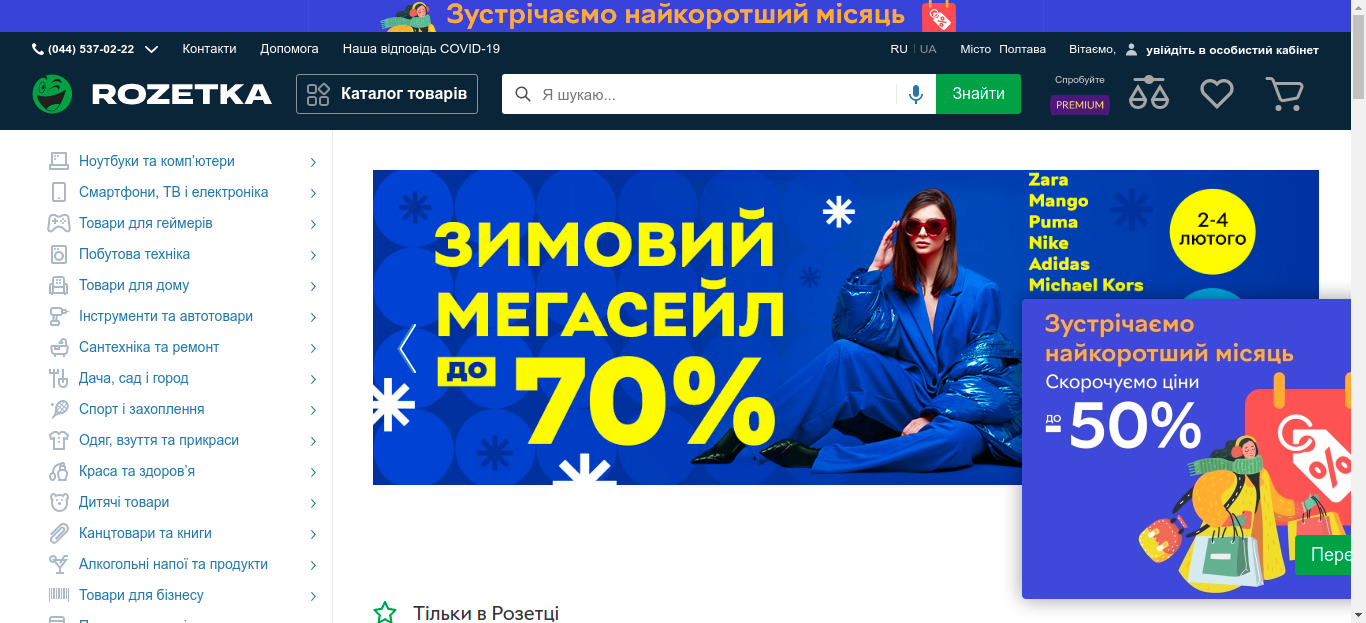 Зустрічаємо найкоротший місяць
(044) 537-02-22
Контакти
Допомога
Наша відповідь COVID-19
RU | UA
Місто Полтава
Вітаємо, увійдіть в особистий кабінет
ROZETKA
Каталог товарів
Я шукаю...
Знайти
Спробуйте
PREMIUM
Ноутбуки та комп'ютери
Смартфони, ТВ і електроніка
Товари для геймерів
Побутова техніка
Товари для дому
Інструменти та автотовари
Сантехніка та ремонт
Дача, сад і город
Спорт і захоплення
Одяг, взуття та прикраси
Краса та здоров'я
Дитячі товари
Канцтовари та книги
Алкогольні напої та продукти
Товари для бізнесу
ЗИМОВИЙ
МЕГАСЕЙЛ
до 70%
Zara
Mango
Puma
Nike
Adidas
Michael Kors
2-4
ЛЮТОГО
Зустрічаємо
найкоротший місяць
Скорочуємо ціни
до
-50%
%
Пере
Тільки в Розетці